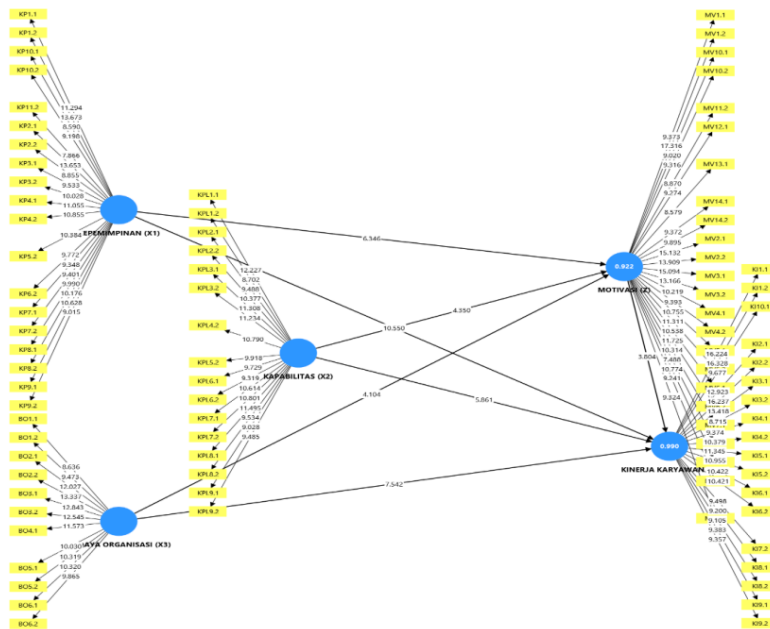 KP1.1
KP1.2
KP10.1
KP10.2
KP11.2
KP2.1
KP2.2
KP3.1
KP3.2
KP4.1
KP4.2
KP5.2
KP6.2
KP7.1
KP7.2
KP8.1
KP8.2
KP9.1
KP9.2
11.294
13.673
8.590
9.198
7.866
13.653
8.855
9.533
10.028
11.055
10.855
10.384
9.772
9.348
9.401
9.990
10.176
10.628
9.015
EPEMIMPINAN (X1)
BO1.1
BO1.2
BO2.1
BO2.2
BO3.1
BO3.2
BO4.1
BO5.1
BO5.2
BO6.1
BO6.2
8.636
9.473
12.027
13.337
12.843
12.545
11.573
10.030
10.319
10.320
9.865
AYA ORGANISASI (X3)
KPL1.1
KPL1.2
KPL2.1
KPL2.2
KPL3.1
KPL3.2
KPL4.2
KPL5.2
KPL6.1
KPL6.2
KPL7.1
KPL7.2
KPL8.1
KPL8.2
KPL9.1
KPL9.2
12.227
8.702
9.488
10.377
11.308
11.234
10.790
9.918
9.729
9.319
10.614
10.801
11.495
9.534
9.028
9.485
KAPABILITAS (X2)
6.346
4.350
10.550
4.104
5.861
7.542
3.804
MV1.1
MV1.2
MV10.1
MV10.2
MV11.2
MV12.1
MV13.1
MV14.1
MV14.2
MV2.1
MV2.2
MV3.1
MV3.2
MV4.1
MV4.2
9.373
17.316
9.020
9.316
8.870
9.274
8.579
9.372
9.895
15.132
13.909
15.094
13.166
10.219
9.393
10.755
11.311
10.538
11.725
10.314
7.488
10.774
9.241
9.324
0.922
MOTIVASI (Z)
KI1.1
KI1.2
KI10.1
KI2.1
KI2.2
KI3.1
KI3.2
KI4.1
KI4.2
KI5.1
KI5.2
KI6.1
KI6.2
KI7.2
KI8.1
KI8.2
KI9.1
KI9.2
16.224
16.328
9.677
12.923
16.237
13.418
8.715
9.374
10.379
11.345
10.955
10.422
10.421
9.498
9.200
9.105
9.383
9.357
0.990
KINERJA KARYAWAN